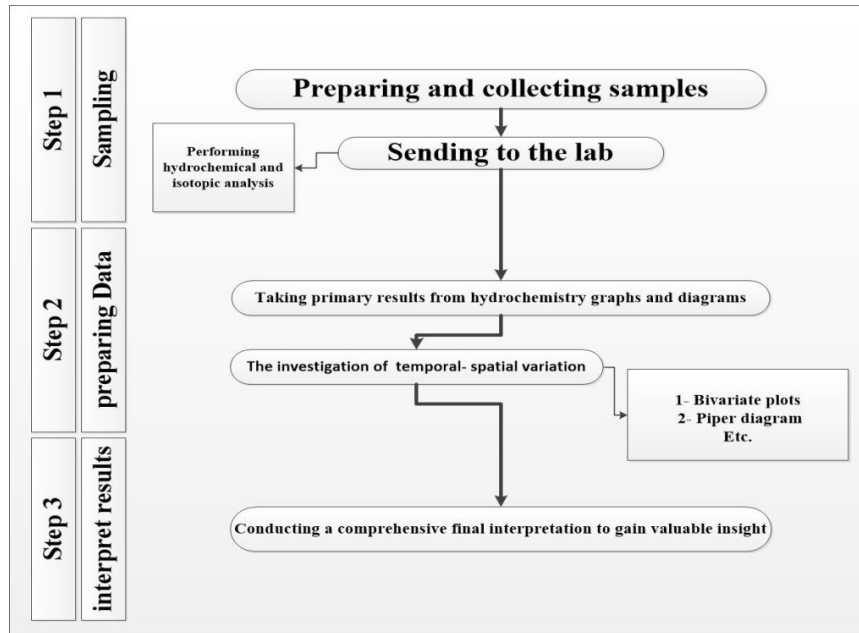 Step 1
Sampling
Preparing and collecting samples
Sending to the lab
Performing
hydrochemical and
isotopic analysis
Step 2
preparing Data
Taking primary results from hydrochemistry graphs and diagrams
The investigation of temporal- spatial variation
1- Bivariate plots
2- Piper diagram
Etc.
Step 3
interpret results
Conducting a comprehensive final interpretation to gain valuable insight